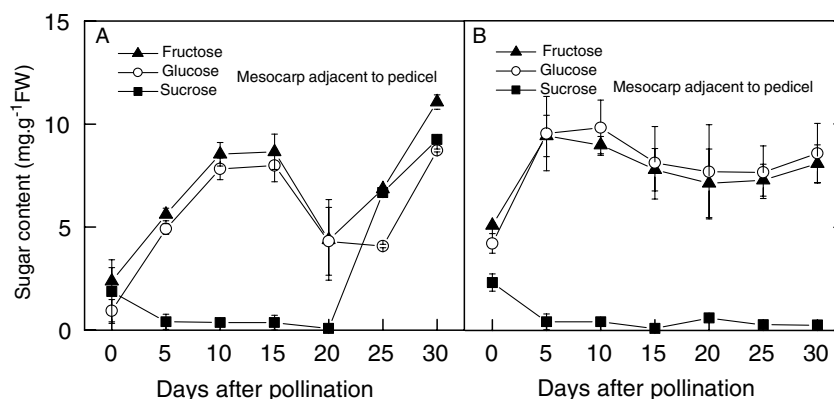 A
Fructose
Glucose
Sucrose
Mesocarp adjacent to pedicel
B
Fructose
Glucose
Sucrose
Mesocarp adjacent to pedicel
Sugar content (mg.g⁻¹FW)
15
10
5
0
0 5 10 15 20 25 30
0 5 10 15 20 25 30
Days after pollination
Days after pollination